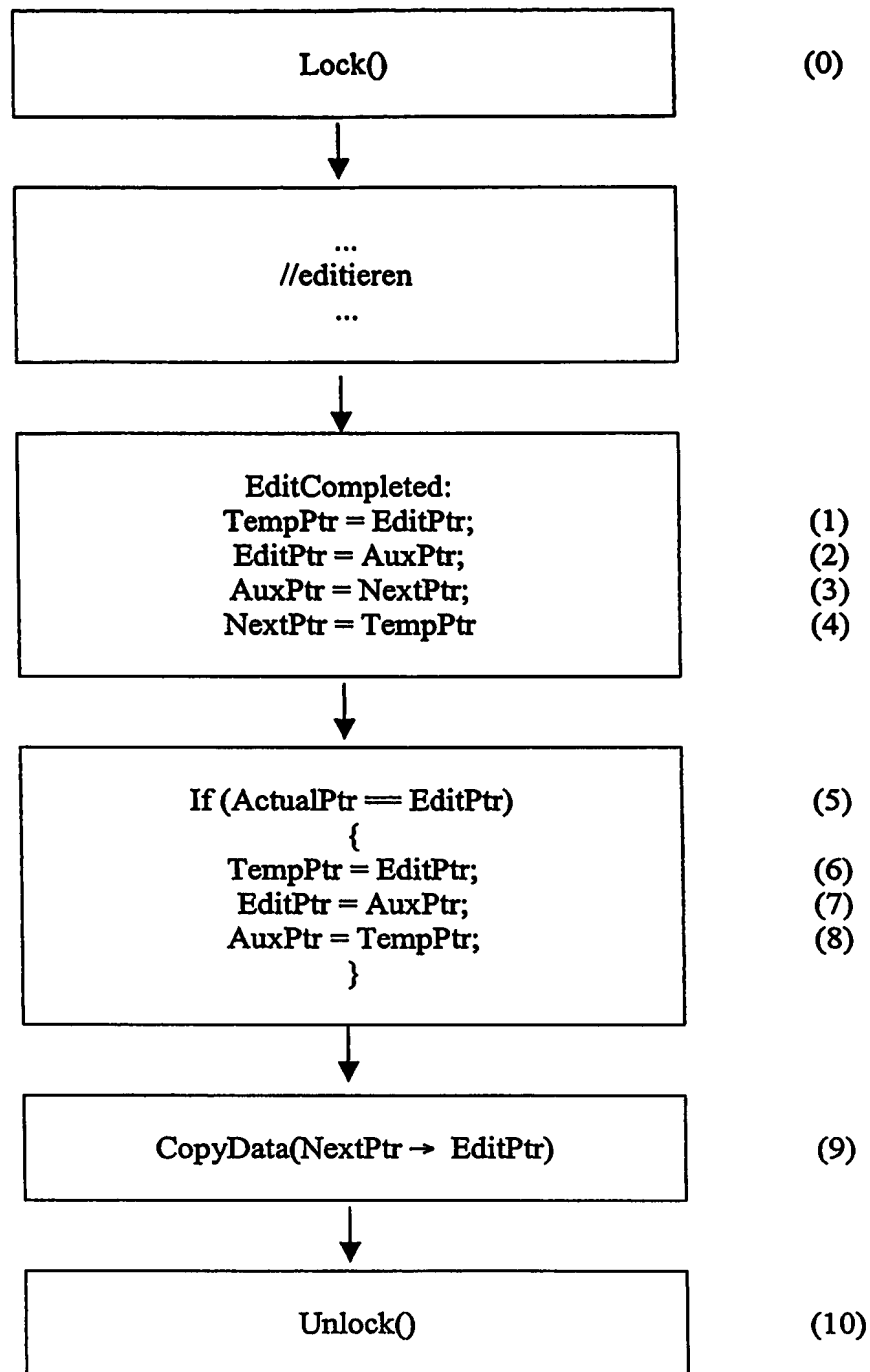 Lock() (0)
...
//editieren
...
EditCompleted:
TempPtr = EditPtr; (1)
EditPtr = AuxPtr; (2)
AuxPtr = NextPtr; (3)
NextPtr = TempPtr (4)
If (ActualPtr == EditPtr) (5)
{
TempPtr = EditPtr; (6)
EditPtr = AuxPtr; (7)
AuxPtr = TempPtr; (8)
}
CopyData(NextPtr → EditPtr) (9)
Unlock() (10)